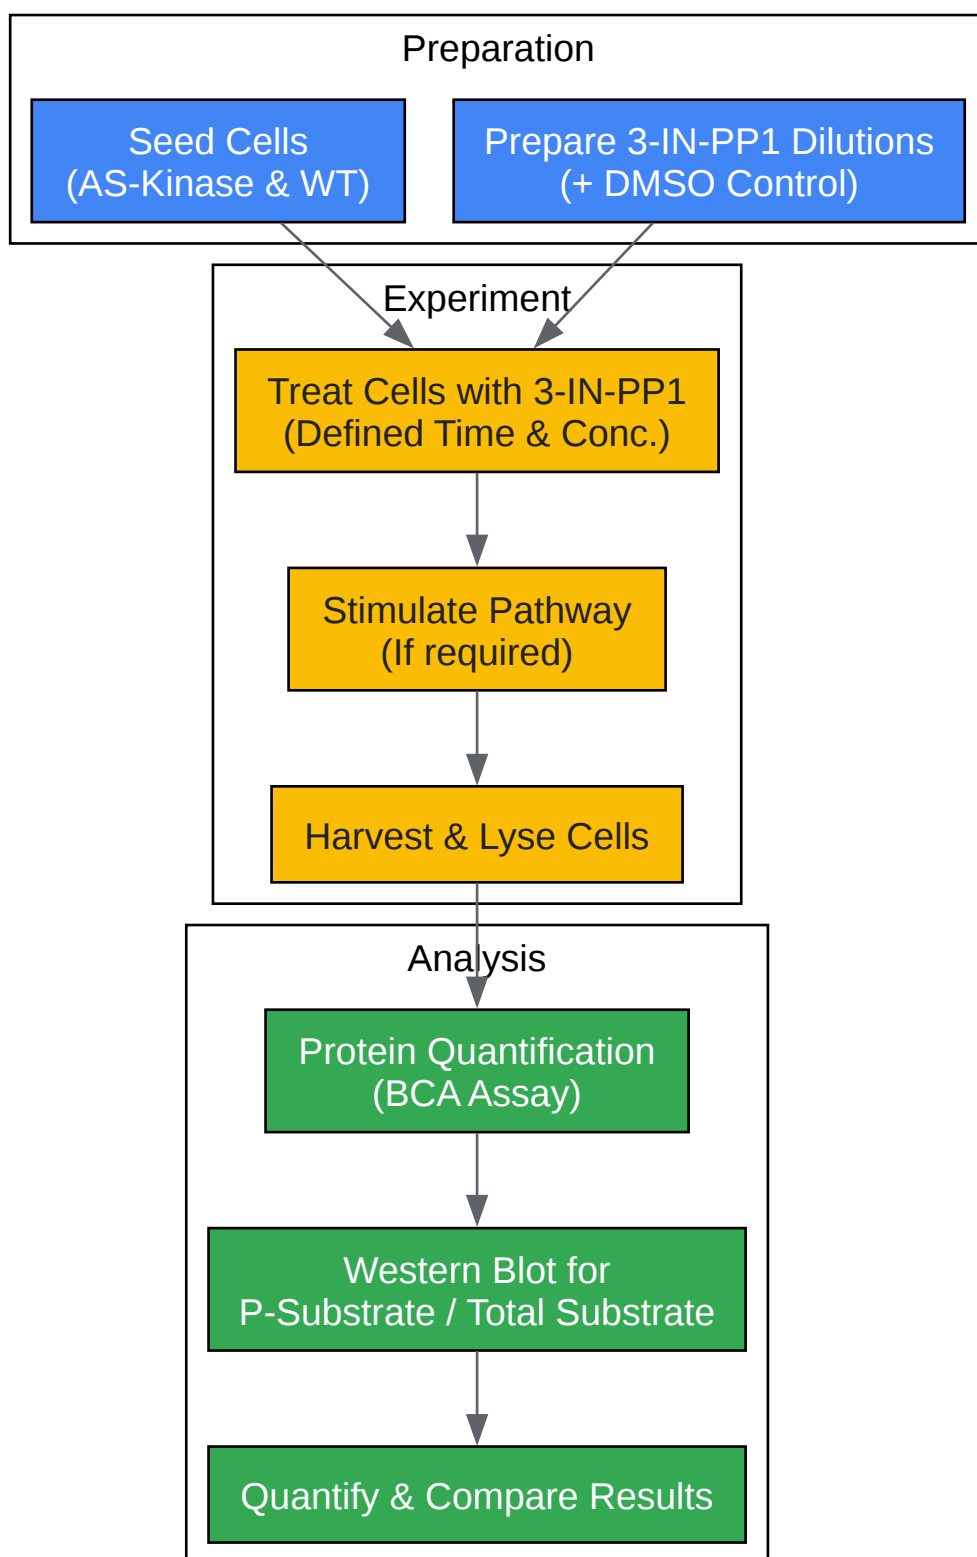 Preparation
Seed Cells
(AS-Kinase & WT)
Prepare 3-IN-PP1 Dilutions
(+ DMSO Control)
Experiment
Treat Cells with 3-IN-PP1
(Defined Time & Conc.)
Stimulate Pathway
(If required)
Harvest & Lyse Cells
Analysis
Protein Quantification
(BCA Assay)
Western Blot for
P-Substrate / Total Substrate
Quantify & Compare Results